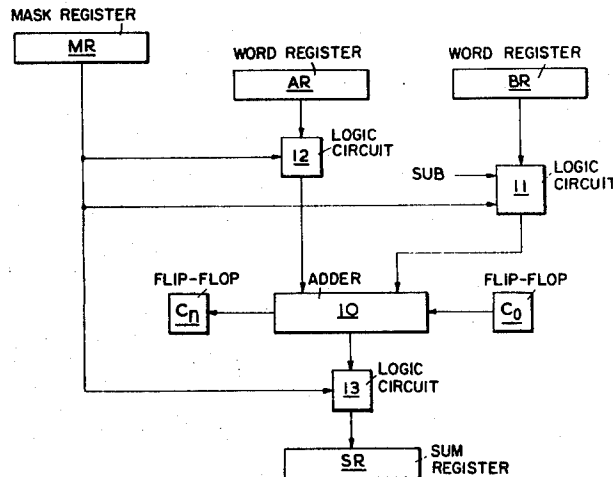 MASK REGISTER
MR
WORD REGISTER
AR
WORD REGISTER
BR
12
LOGIC
CIRCUIT
SUB
11
LOGIC
CIRCUIT
FLIP-FLOP
Cn
ADDER
10
FLIP-FLOP
C0
13
LOGIC
CIRCUIT
SR
SUM
REGISTER